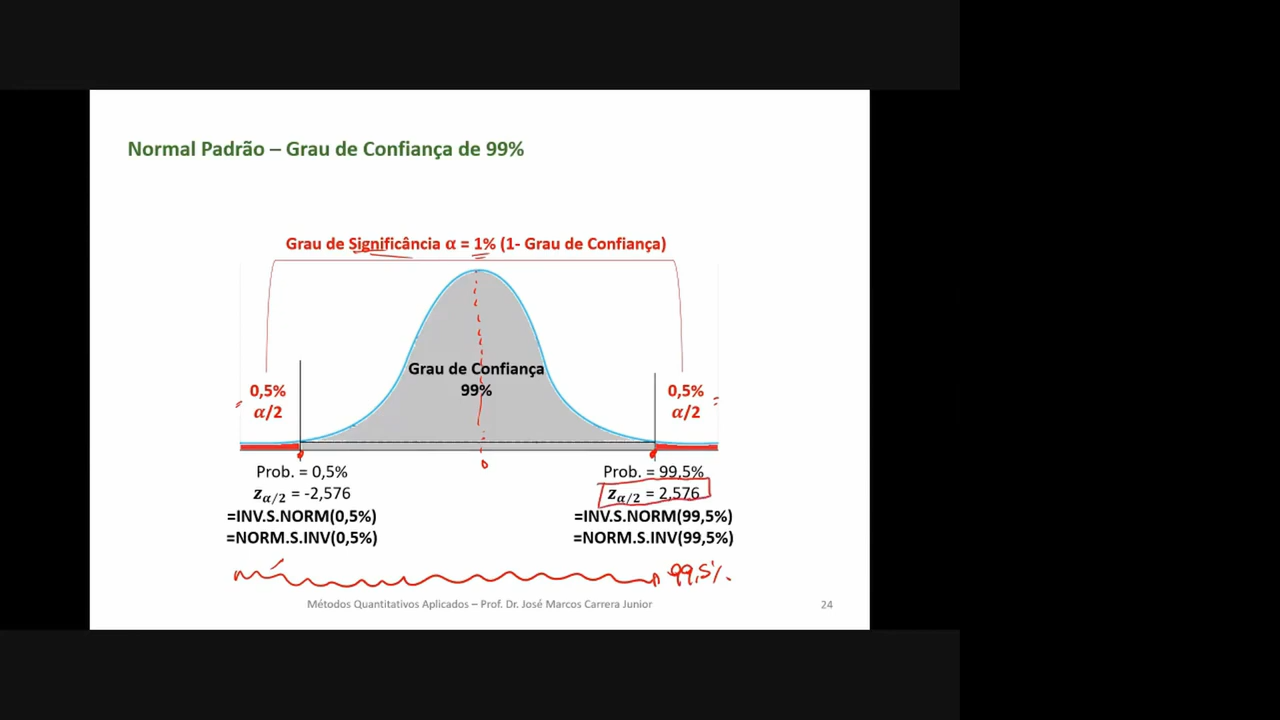 Normal Padrão – Grau de Confiança de 99%
Grau de Significância α = 1% (1- Grau de Confiança)
Grau de Confiança
99%
0,5%
α/2
0,5%
α/2
Prob. = 0,5%
zα/2 = -2,576
=INV.S.NORM(0,5%)
=NORM.S.INV(0,5%)
Prob. = 99,5%
zα/2 = 2,576
=INV.S.NORM(99,5%)
=NORM.S.INV(99,5%)
0
99,5%
Métodos Quantitativos Aplicados – Prof. Dr. José Marcos Carrera Junior
24